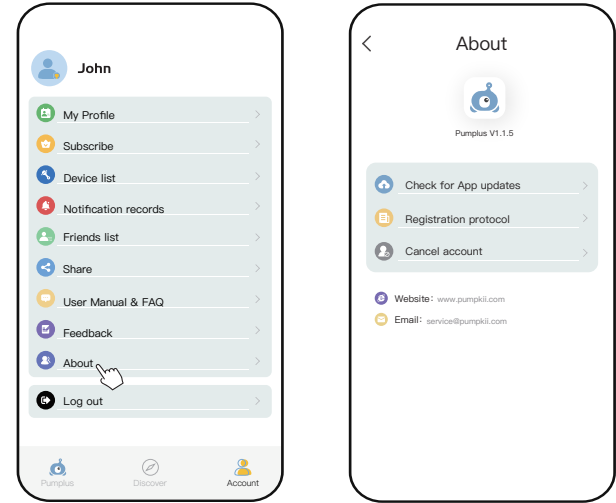 John
My Profile
Subscribe
Device list
Notification records
Friends list
Share
User Manual & FAQ
Feedback
About
Log out
Pumplus
Discover
Account
About
Pumplus V1.1.5
Check for App updates
Registration protocol
Cancel account
Website: www.pumpkii.com
Email: service@pumpkii.com